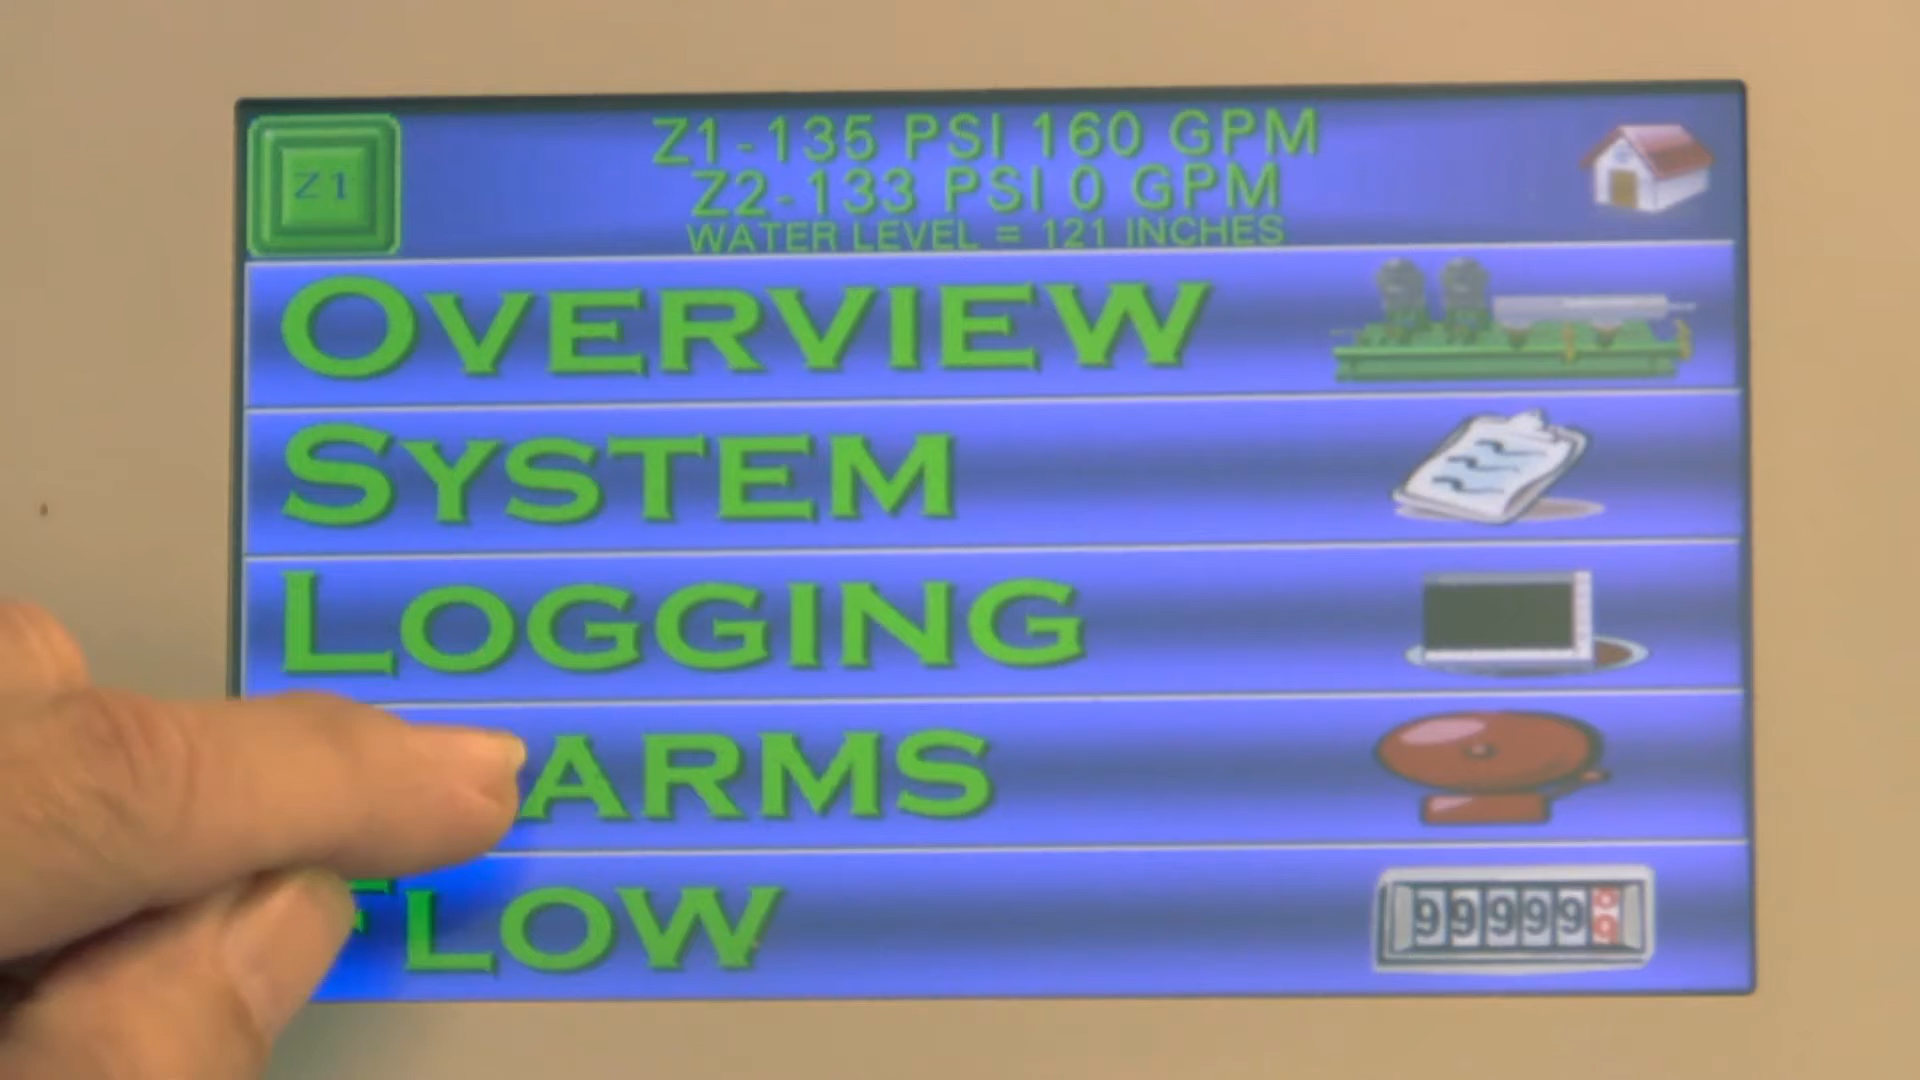 Z1
Z1-135 PSI 160 GPM
Z2-133 PSI 0 GPM
WATER LEVEL = 121 INCHES
OVERVIEW
SYSTEM
LOGGING
ARMS
FLOW
99999